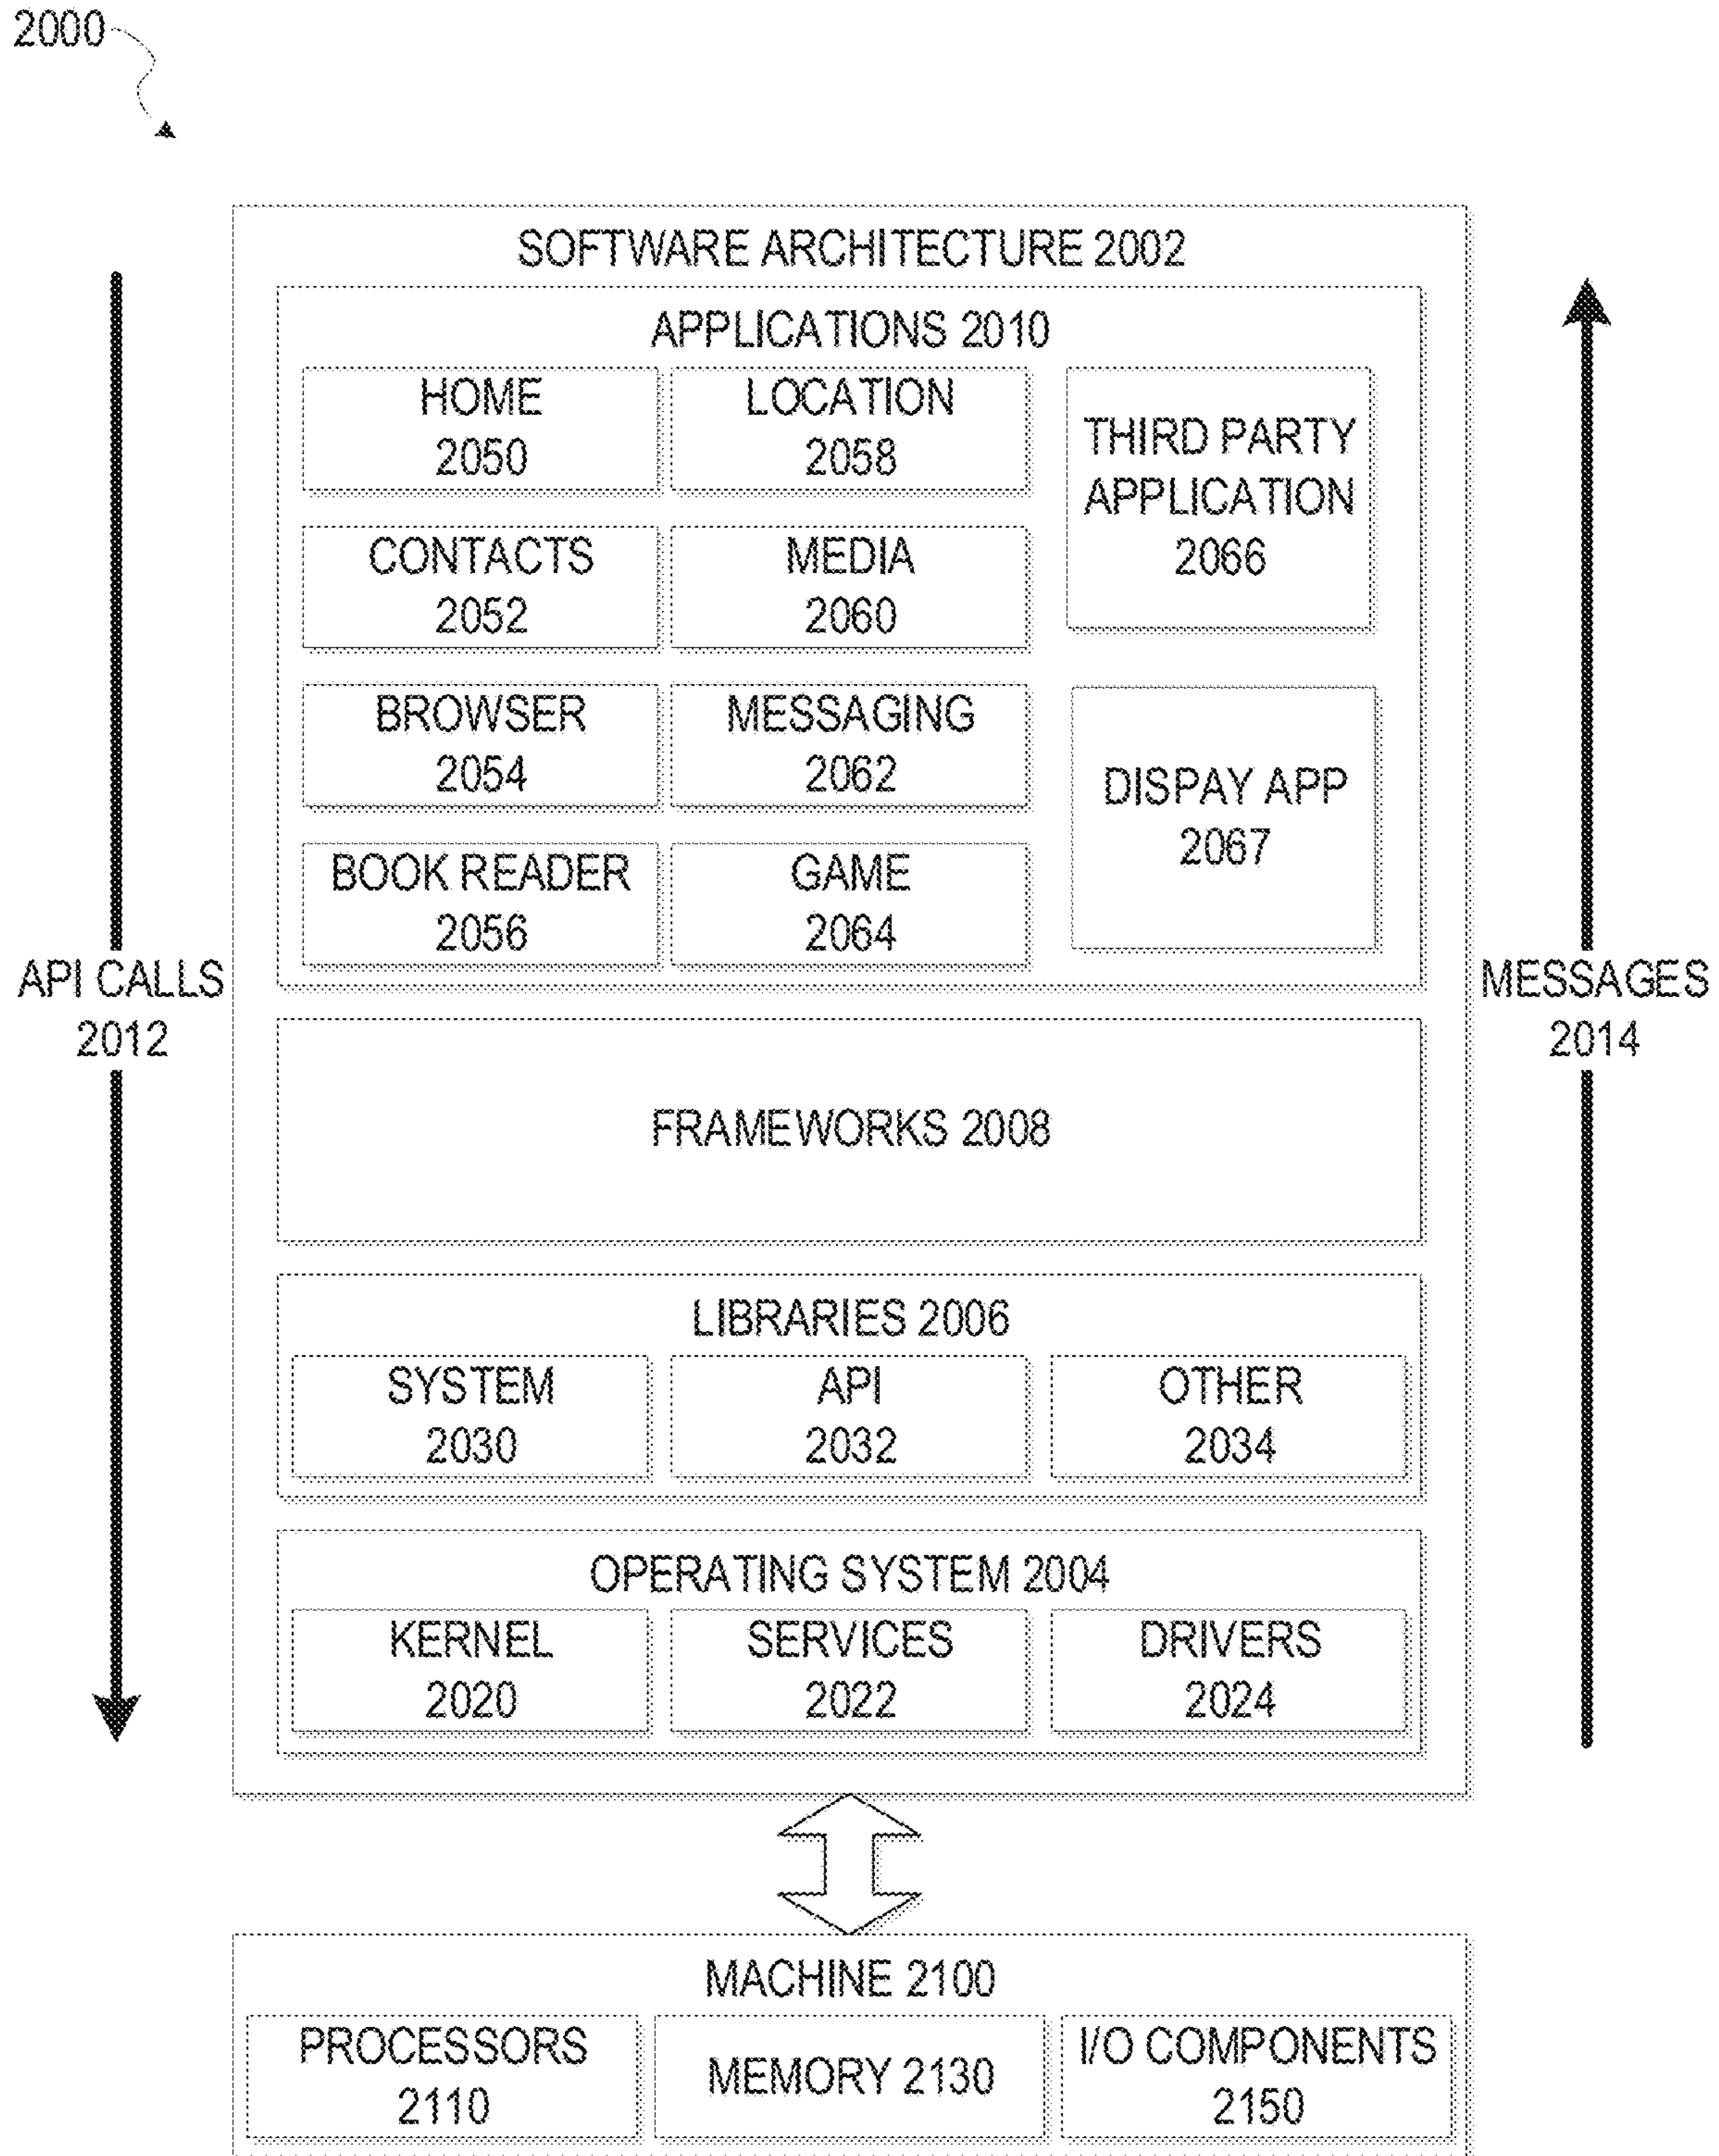 2000
SOFTWARE ARCHITECTURE 2002
APPLICATIONS 2010
HOME
2050
LOCATION
2058
THIRD PARTY
APPLICATION
2066
CONTACTS
2052
MEDIA
2060
BROWSER
2054
MESSAGING
2062
DISPAY APP
2067
BOOK READER
2056
GAME
2064
API CALLS
2012
MESSAGES
2014
FRAMEWORKS 2008
LIBRARIES 2006
SYSTEM
2030
API
2032
OTHER
2034
OPERATING SYSTEM 2004
KERNEL
2020
SERVICES
2022
DRIVERS
2024
MACHINE 2100
PROCESSORS
2110
MEMORY 2130
I/O COMPONENTS
2150